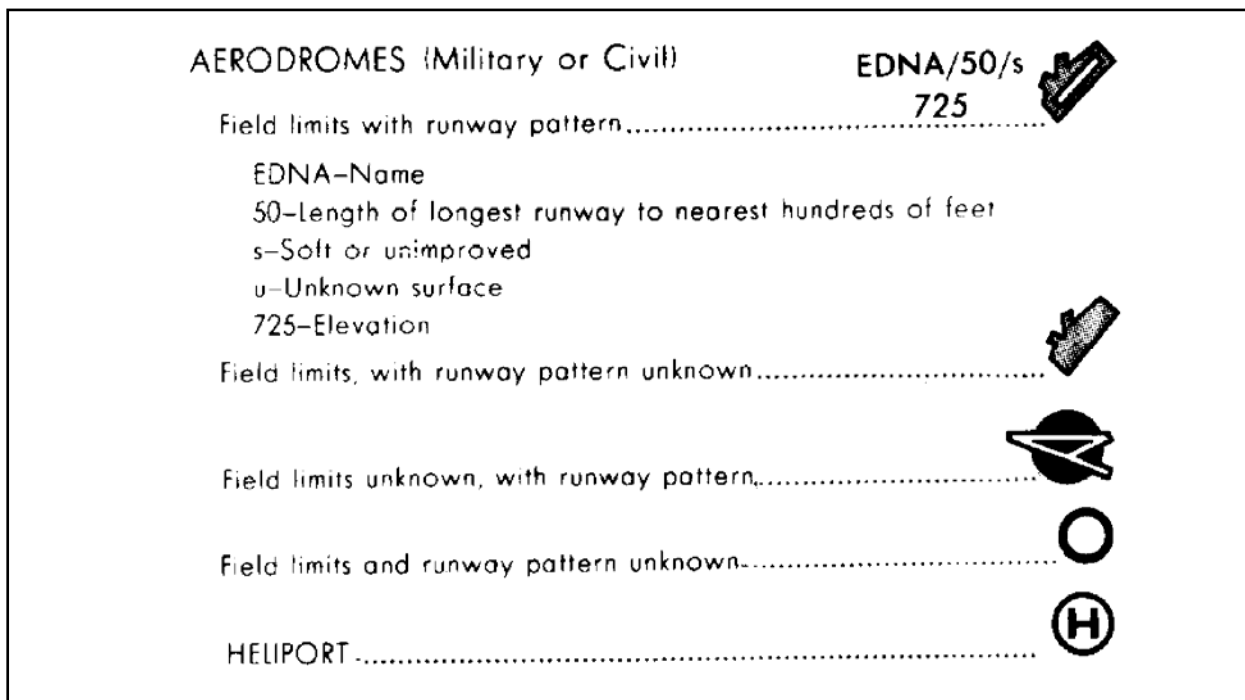 AERODROMES (Military or Civil) EDNA/50/s
725
Field limits with runway pattern
EDNA–Name
50–Length of longest runway to nearest hundreds of feet
s–Soft or unimproved
u–Unknown surface
725–Elevation
Field limits, with runway pattern unknown
Field limits unknown, with runway pattern
Field limits and runway pattern unknown
HELIPORT
H